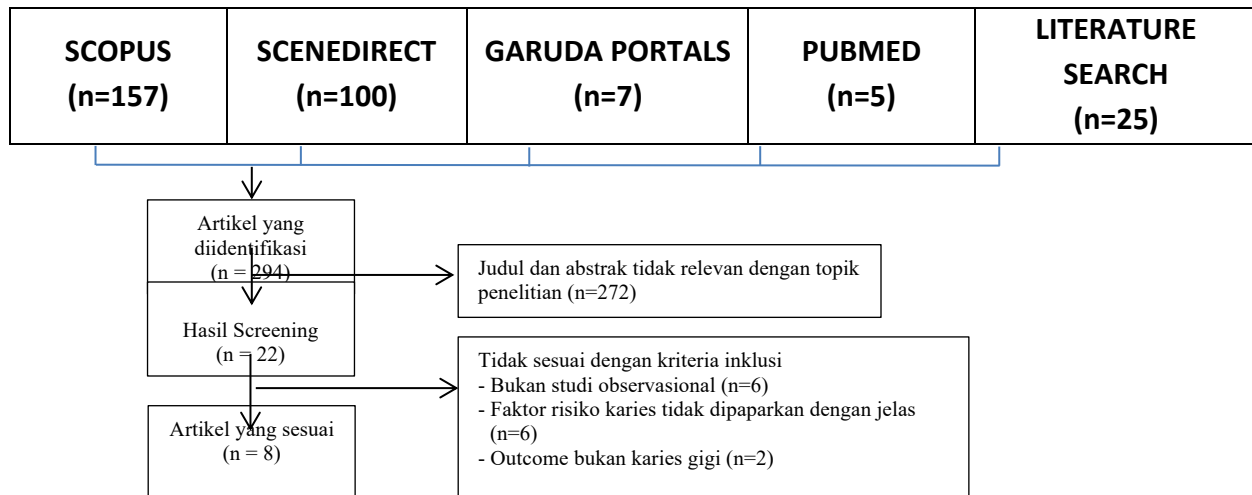 SCOPUS
(n=157)
SCENEDIRECT
(n=100)
GARUDA PORTALS
(n=7)
PUBMED
(n=5)
LITERATURE
SEARCH
(n=25)
Artikel yang
diidentifikasi
(n = 294)
Judul dan abstrak tidak relevan dengan topik
penelitian (n=272)
Hasil Screening
(n = 22)
Tidak sesuai dengan kriteria inklusi
- Bukan studi observasional (n=6)
- Faktor risiko karies tidak dipaparkan dengan jelas
(n=6)
- Outcome bukan karies gigi (n=2)
Artikel yang sesuai
(n = 8)